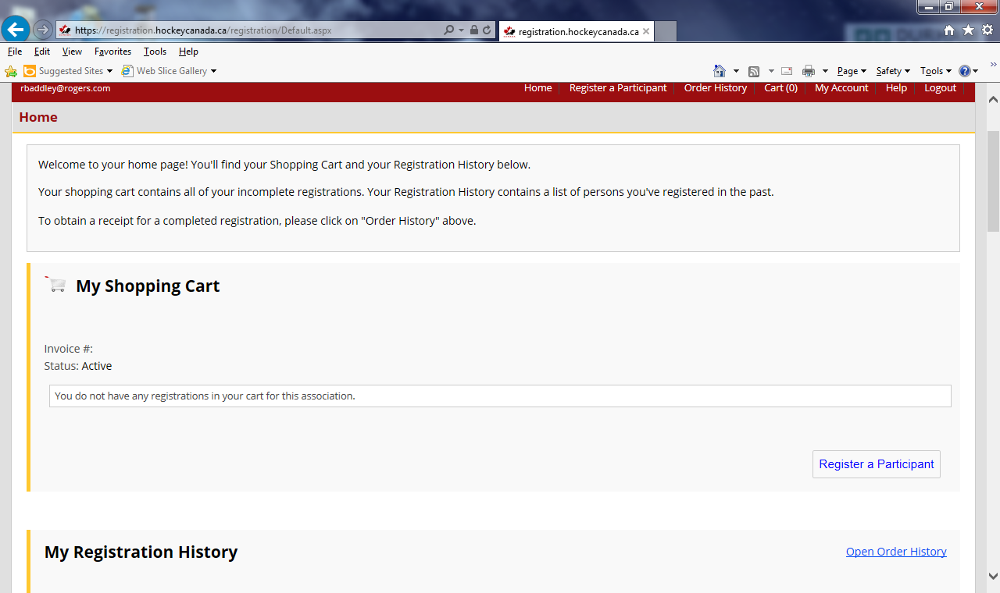 https://registration.hockeycanada.ca/registration/Default.aspx
registration.hockeycanada.ca
File Edit View Favorites Tools Help
Suggested Sites Web Slice Gallery Page Safety Tools
rbaddley@rogers.com Home Register a Participant Order History Cart (0) My Account Help Logout
Home
Welcome to your home page! You'll find your Shopping Cart and your Registration History below.
Your shopping cart contains all of your incomplete registrations. Your Registration History contains a list of persons you've registered in the past.
To obtain a receipt for a completed registration, please click on "Order History" above.
My Shopping Cart
Invoice #:
Status: Active
You do not have any registrations in your cart for this association.
Register a Participant
My Registration History Open Order History